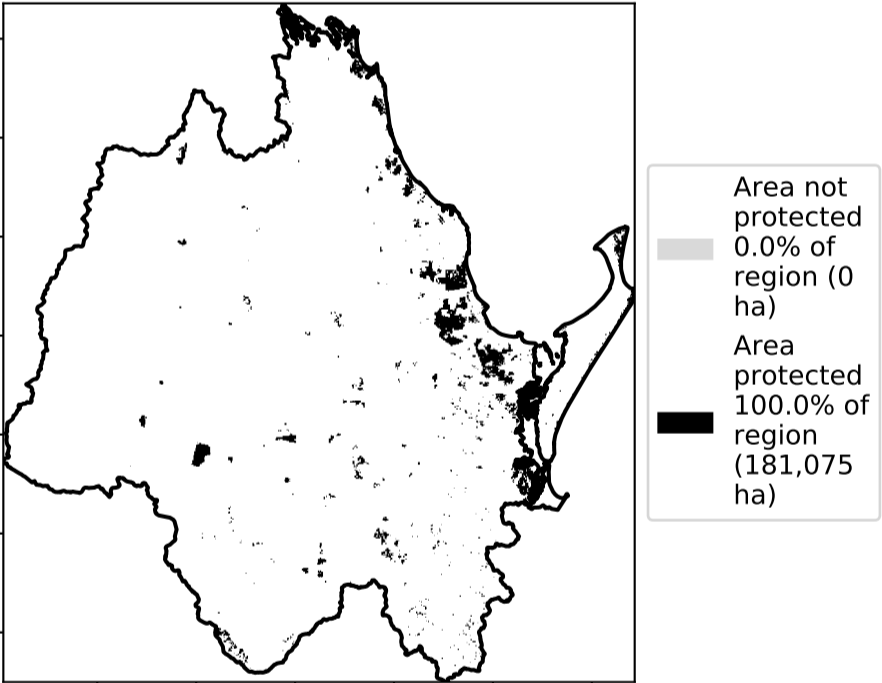 Area not
protected
0.0% of
region (0
ha)
Area
protected
100.0% of
region
(181,075
ha)